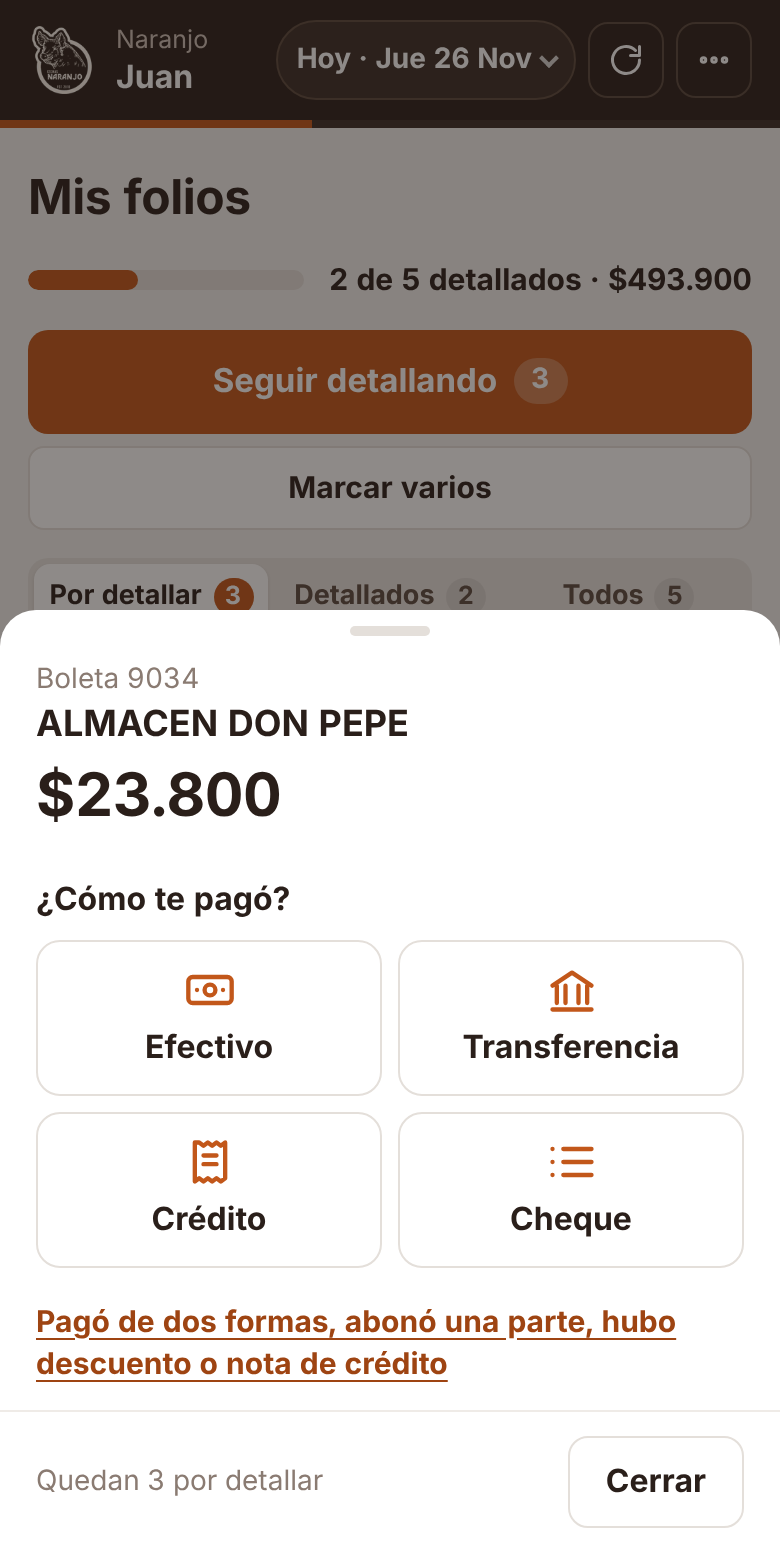 Naranjo
Juan
Hoy · Jue 26 Nov
NARANJO
Mis folios
2 de 5 detallados · $493.900
Seguir detallando 3
Marcar varios
Por detallar 3 Detallados 2 Todos 5
Boleta 9034
ALMACEN DON PEPE
$23.800
¿Cómo te pagó?
Efectivo Transferencia
Crédito Cheque
Pagó de dos formas, abonó una parte, hubo
descuento o nota de crédito
Quedan 3 por detallar Cerrar